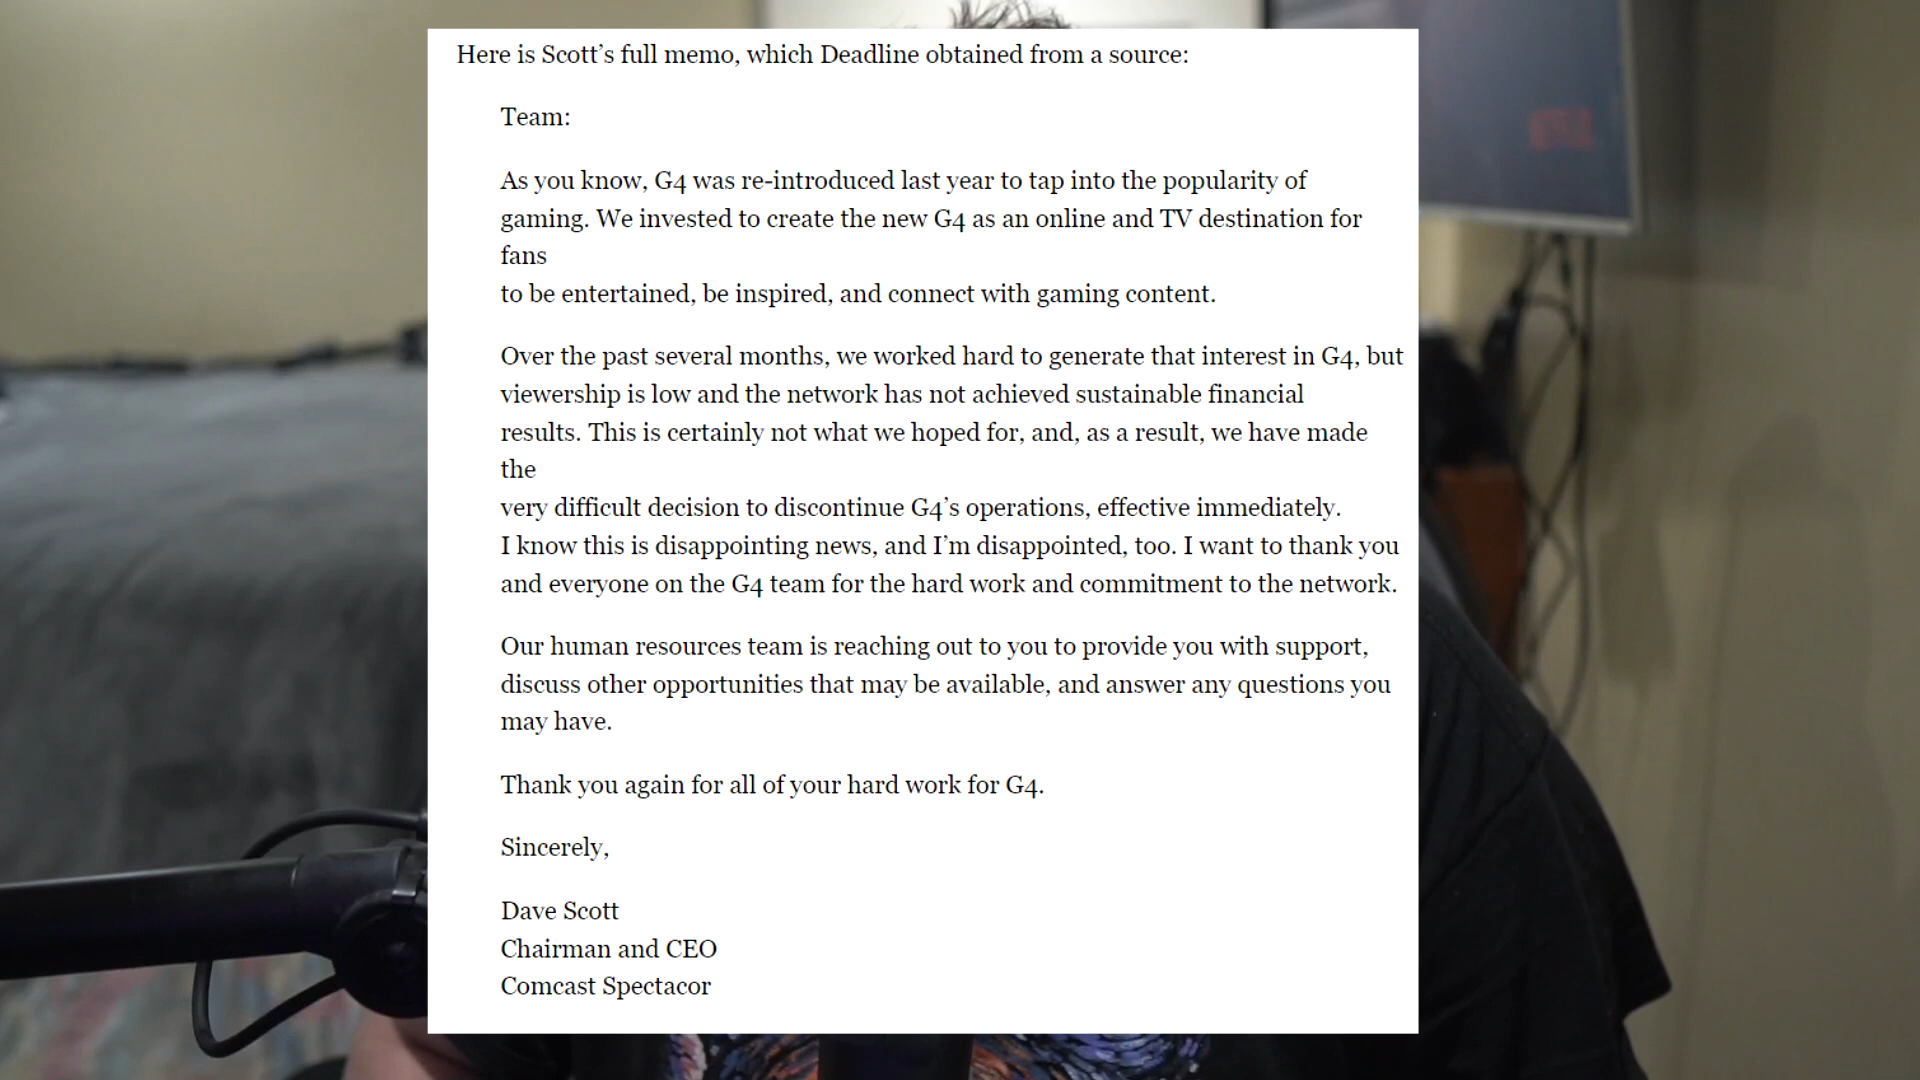 Here is Scott’s full memo, which Deadline obtained from a source:
Team:
As you know, G4 was re-introduced last year to tap into the popularity of
gaming. We invested to create the new G4 as an online and TV destination for
fans
to be entertained, be inspired, and connect with gaming content.
Over the past several months, we worked hard to generate that interest in G4, but
viewership is low and the network has not achieved sustainable financial
results. This is certainly not what we hoped for, and, as a result, we have made
the
very difficult decision to discontinue G4’s operations, effective immediately.
I know this is disappointing news, and I’m disappointed, too. I want to thank you
and everyone on the G4 team for the hard work and commitment to the network.
Our human resources team is reaching out to you to provide you with support,
discuss other opportunities that may be available, and answer any questions you
may have.
Thank you again for all of your hard work for G4.
Sincerely,
Dave Scott
Chairman and CEO
Comcast Spectacor